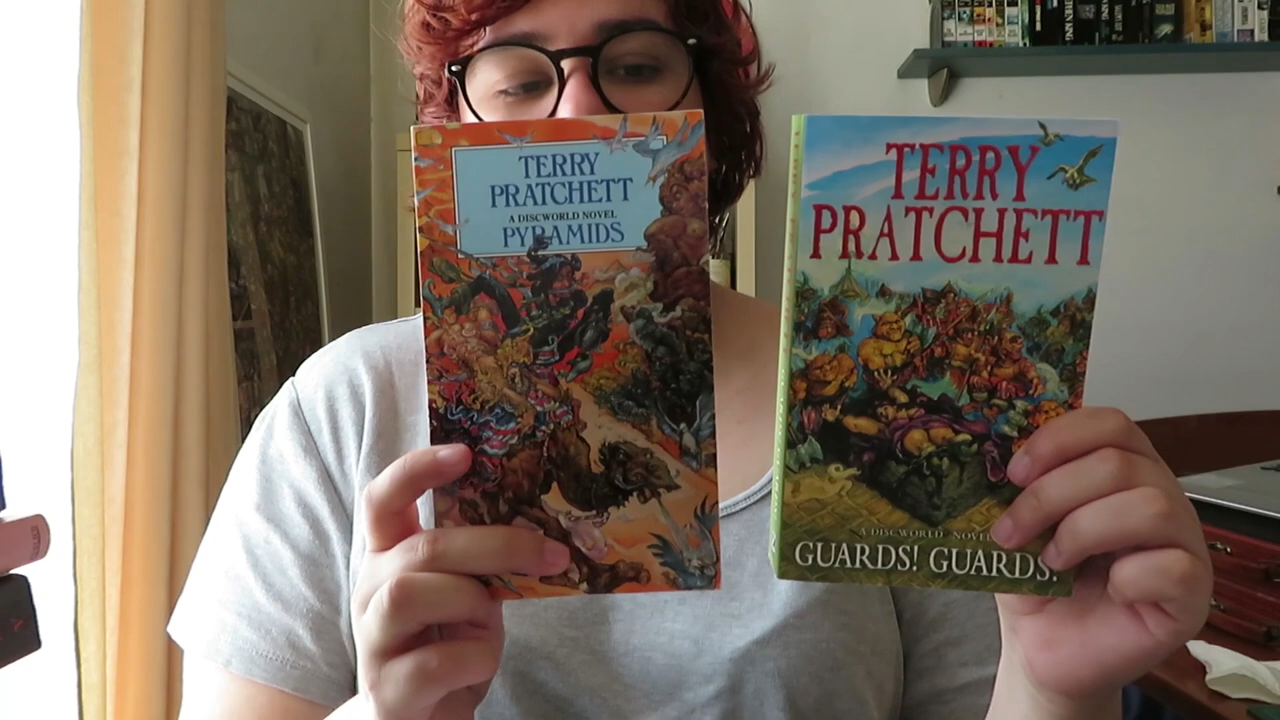 TERRY
PRATCHETT
A DISCWORLD NOVEL
PYRAMIDS
TERRY
PRATCHETT
A DISCWORLD NOVEL
GUARDS! GUARDS!